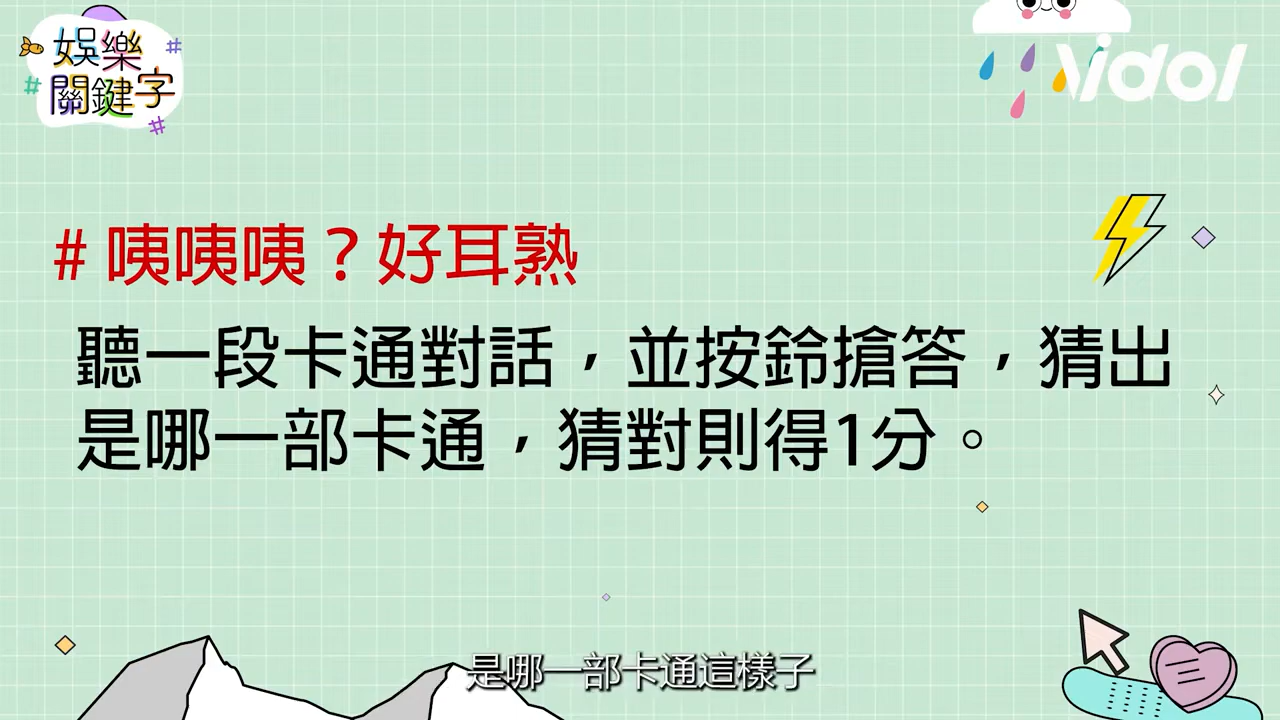 娛樂
關鍵字
Vidol
# 咦咦咦？好耳熟
聽一段卡通對話，並按鈴搶答，猜出
是哪一部卡通，猜對則得1分。
是哪一部卡通這樣子